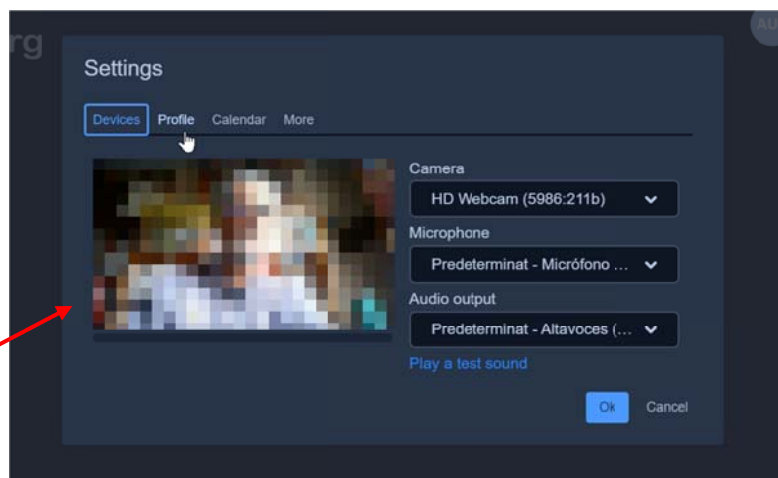 rg
AU
Settings
Devices Profile Calendar More
Camera
HD Webcam (5986:211b)
Microphone
Predeterminat - Micrófono ...
Audio output
Predeterminat - Altavoces (...
Play a test sound
Ok Cancel